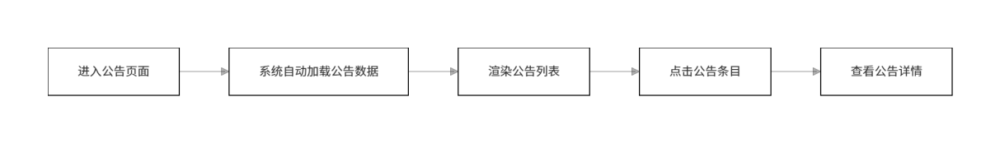 进入公告页面
系统自动加载公告数据
渲染公告列表
点击公告条目
查看公告详情